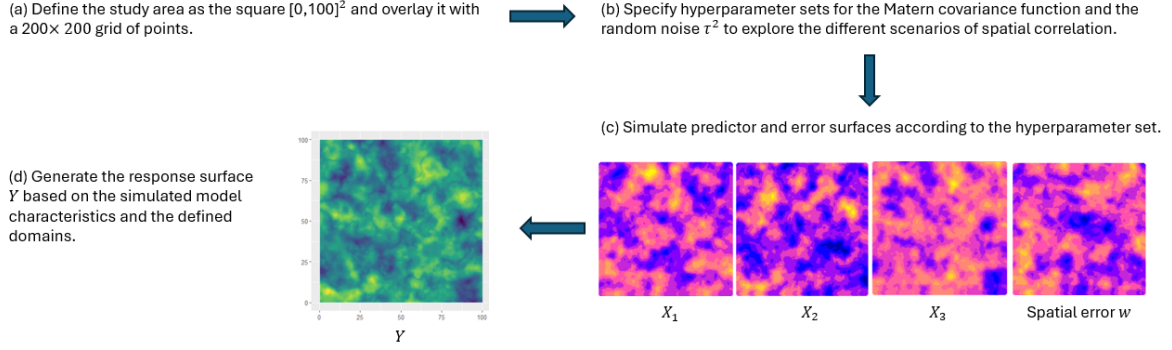 (a) Define the study area as the square [0,100]² and overlay it with
a 200× 200 grid of points.
(b) Specify hyperparameter sets for the Matern covariance function and the
random noise τ² to explore the different scenarios of spatial correlation.
(c) Simulate predictor and error surfaces according to the hyperparameter set.
X₁
X₂
X₃
Spatial error w
(d) Generate the response surface
Y based on the simulated model
characteristics and the defined
domains.
100
75
50
25
0
0 25 50 75 100
Y